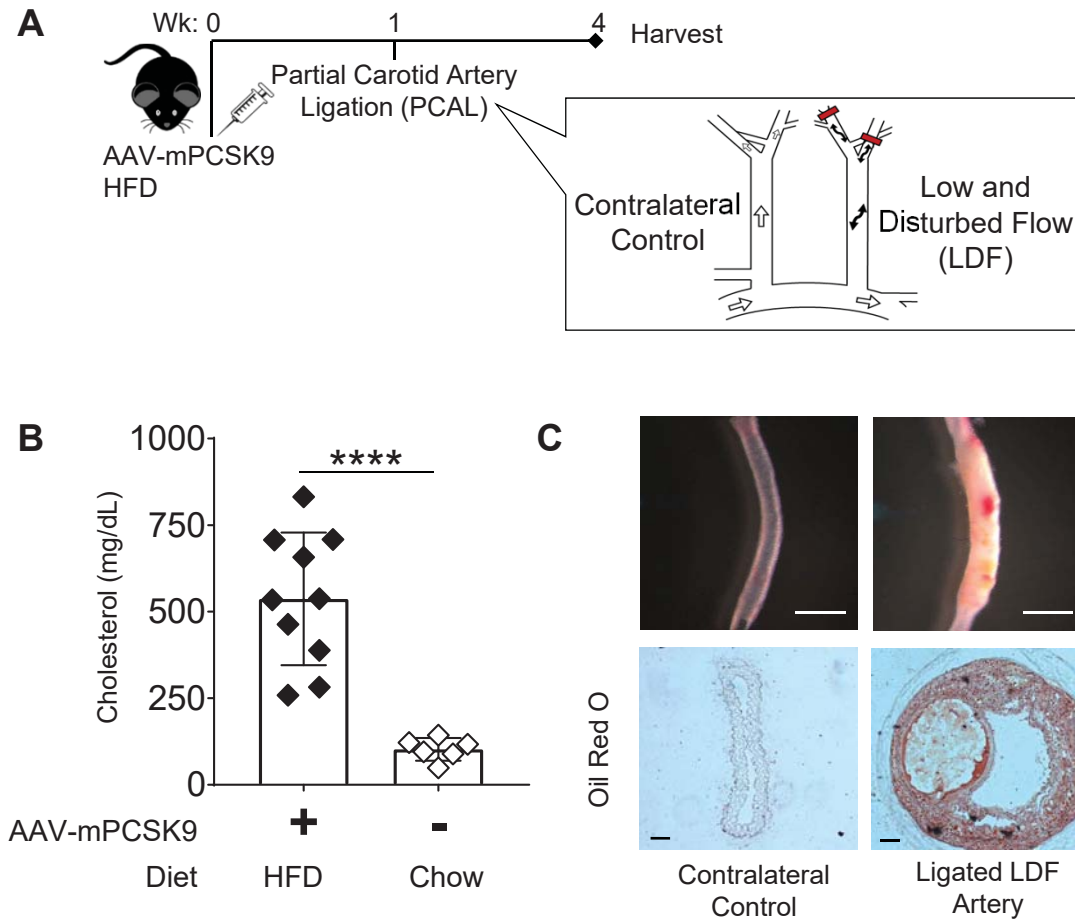 A
Wk: 0
1
4
Harvest
Partial Carotid Artery
Ligation (PCAL)
AAV-mPCSK9
HFD
Contralateral
Control
Low and
Disturbed Flow
(LDF)
B
****
Cholesterol (mg/dL)
1000
750
500
250
0
AAV-mPCSK9
+
-
Diet
HFD
Chow
C
Oil Red O
Contralateral
Control
Ligated LDF
Artery